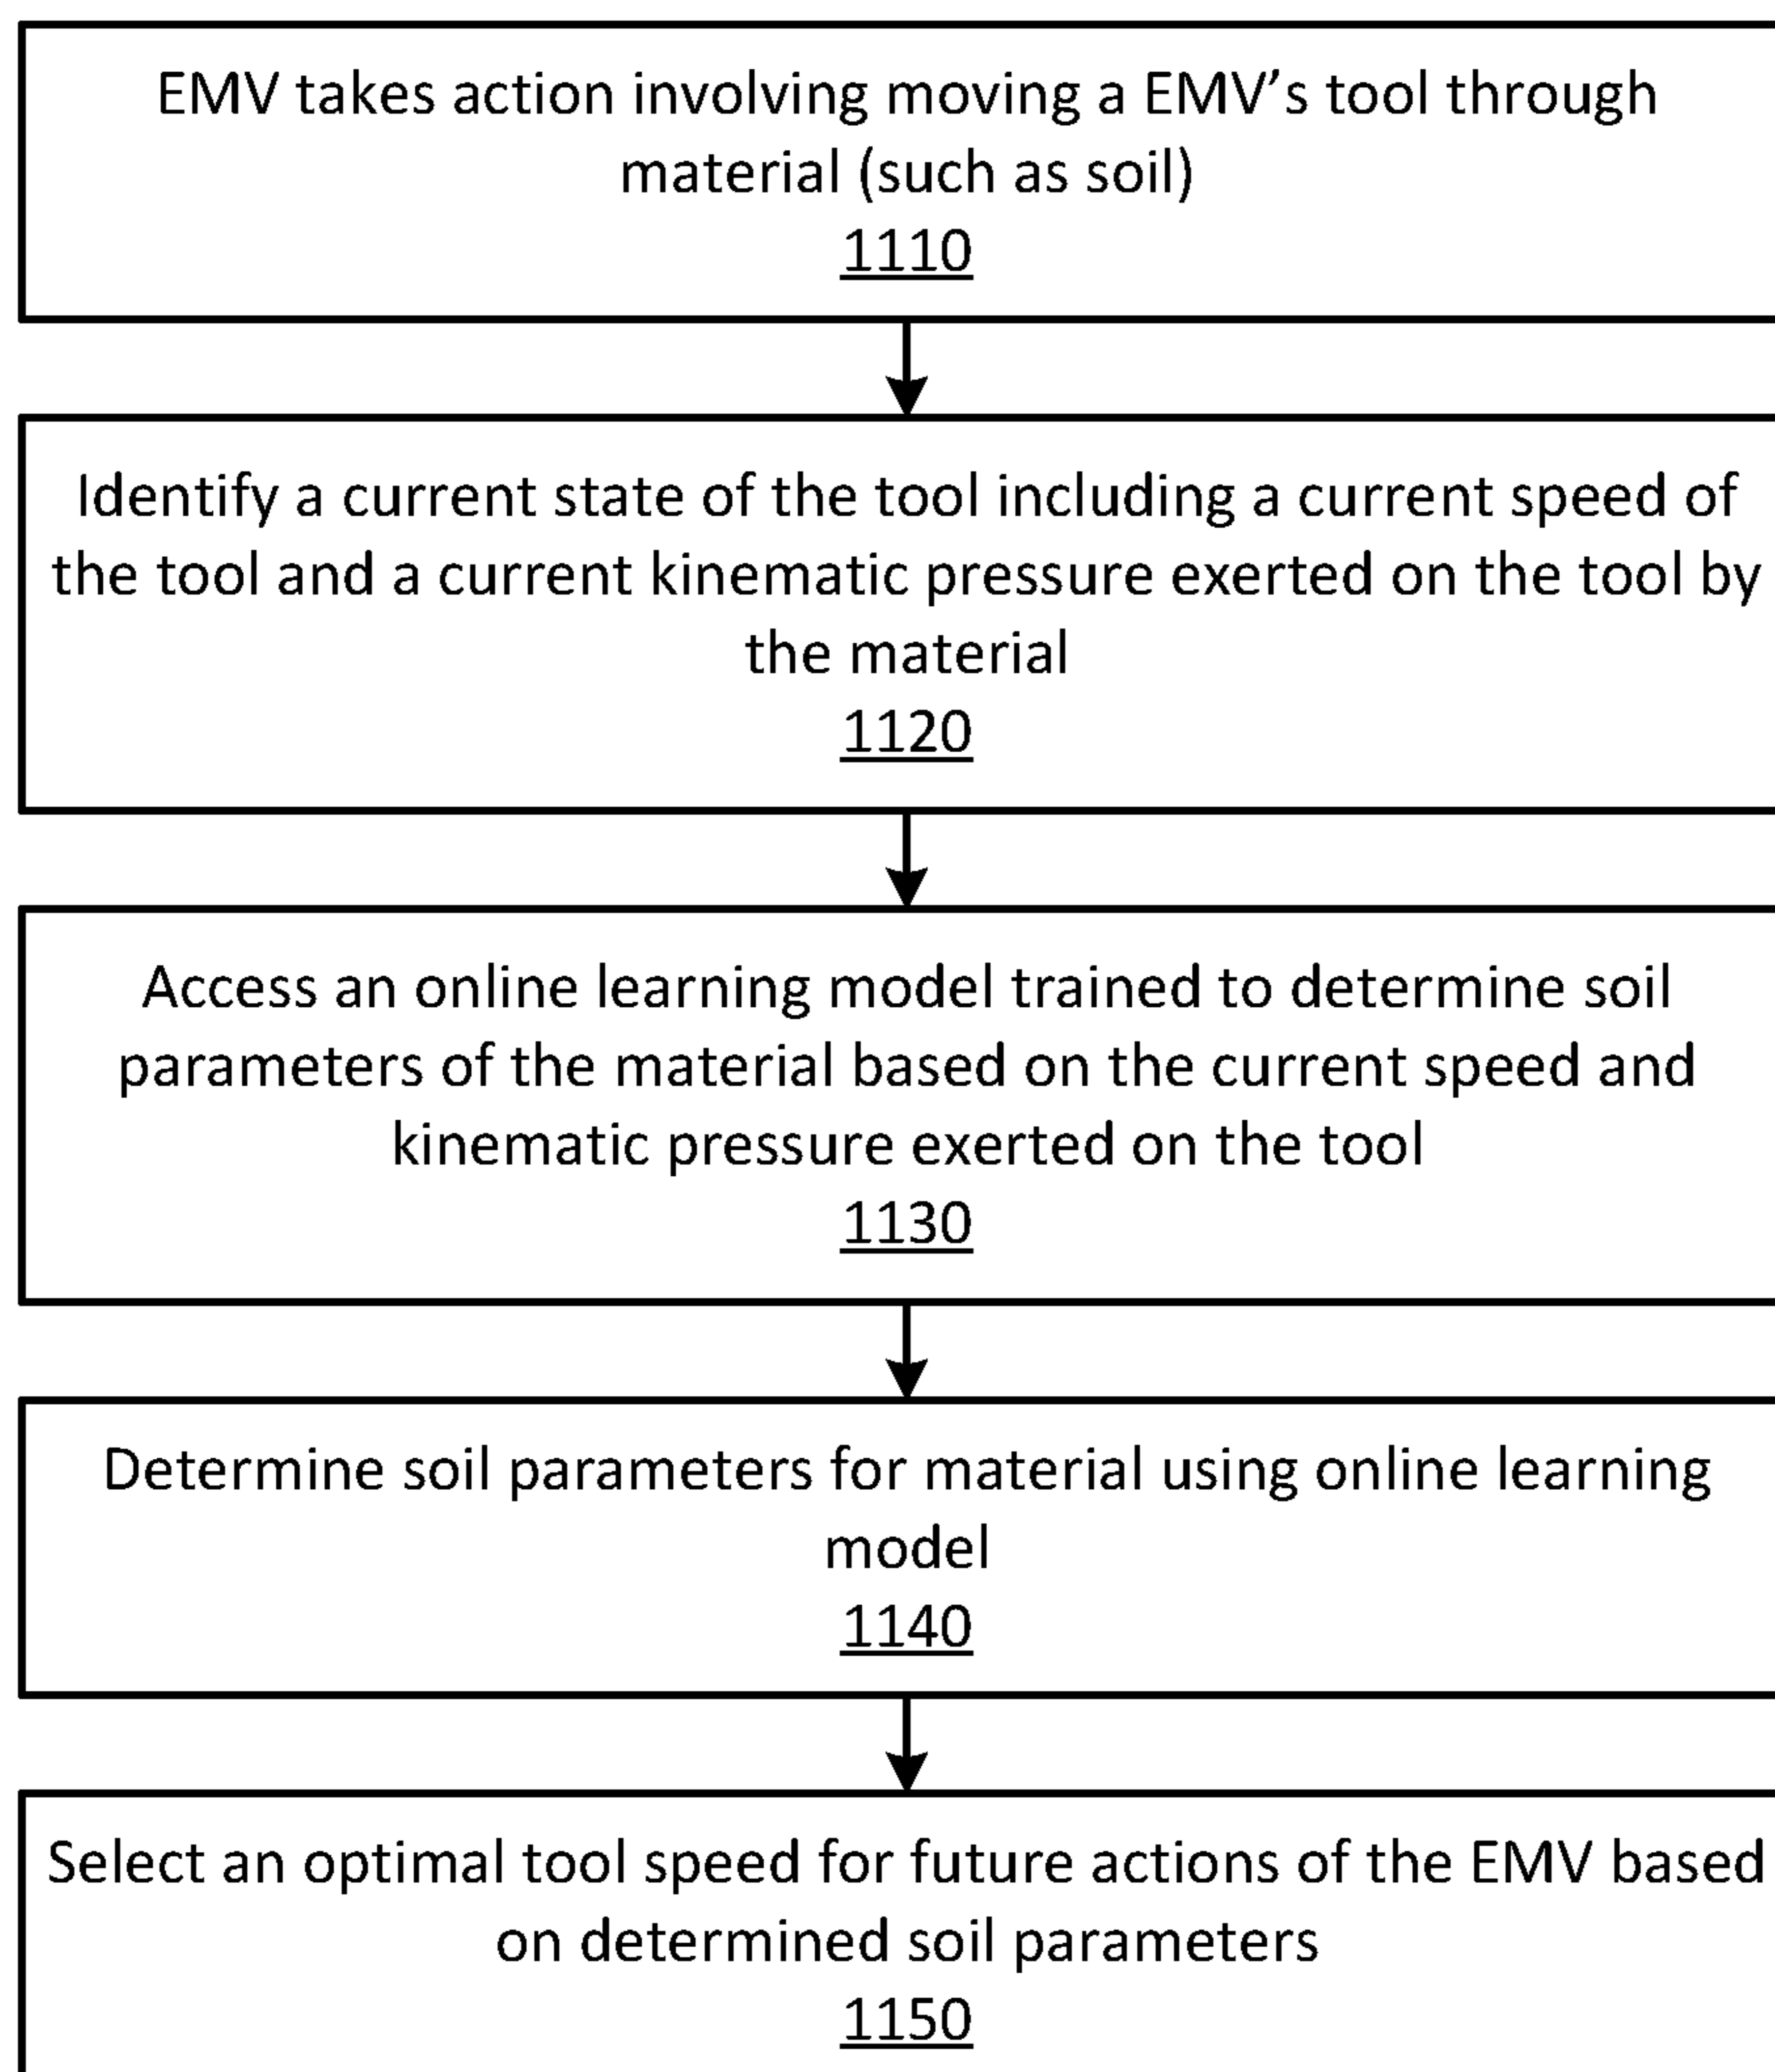 EMV takes action involving moving a EMV’s tool through
material (such as soil)
1110
Identify a current state of the tool including a current speed of
the tool and a current kinematic pressure exerted on the tool by
the material
1120
Access an online learning model trained to determine soil
parameters of the material based on the current speed and
kinematic pressure exerted on the tool
1130
Determine soil parameters for material using online learning
model
1140
Select an optimal tool speed for future actions of the EMV based
on determined soil parameters
1150